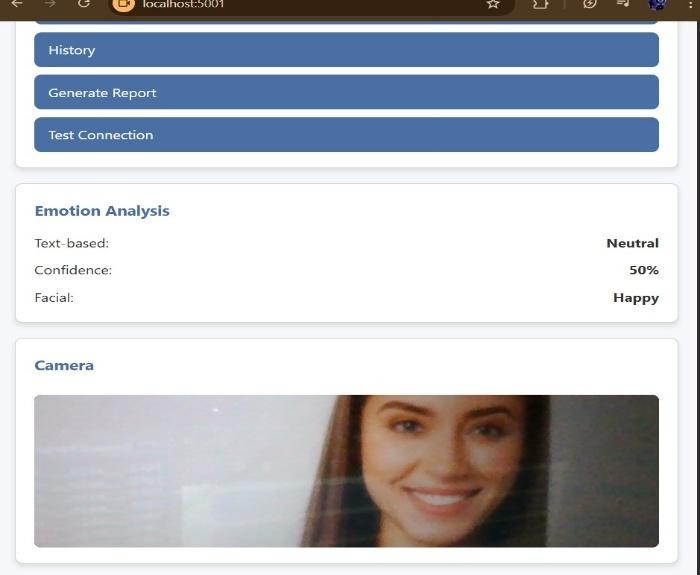 localhost:5001
History
Generate Report
Test Connection
Emotion Analysis
Text-based: Neutral
Confidence: 50%
Facial: Happy
Camera